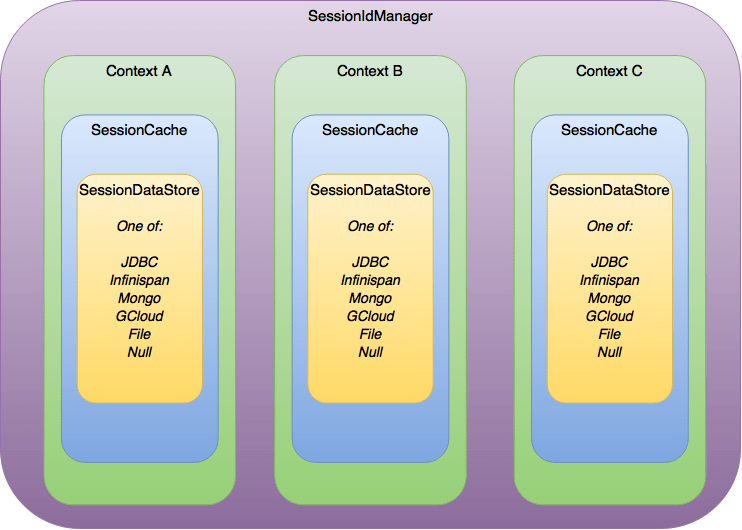 SessionIdManager
Context A
SessionCache
SessionDataStore
One of:
JDBC
Infinispan
Mongo
GCloud
File
Null
Context B
SessionCache
SessionDataStore
One of:
JDBC
Infinispan
Mongo
GCloud
File
Null
Context C
SessionCache
SessionDataStore
One of:
JDBC
Infinispan
Mongo
GCloud
File
Null